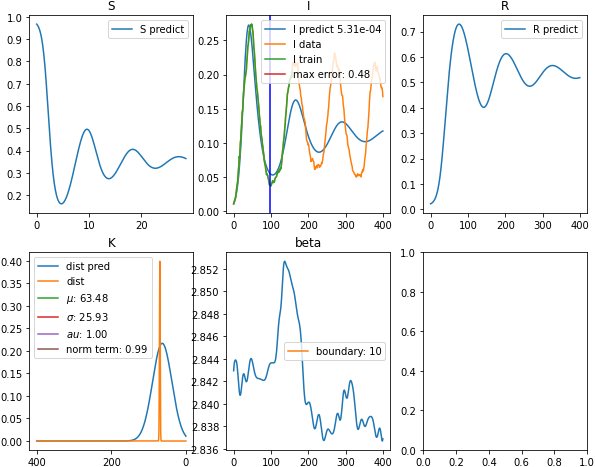 S
I
R
S predict
I predict 5.31e-04
I data
I train
max error: 0.48
R predict
1.0
0.9
0.8
0.7
0.6
0.5
0.4
0.3
0.2
0 10 20
0.25
0.20
0.15
0.10
0.05
0.00
0 100 200 300 400
0.7
0.6
0.5
0.4
0.3
0.2
0.1
0.0
0 100 200 300 400
K
beta
dist pred
dist
μ: 63.48
σ: 25.93
au: 1.00
norm term: 0.99
0.40
0.35
0.30
0.25
0.20
0.15
0.10
0.05
0.00
400 200 0
boundary: 10
2.852
2.850
2.848
2.846
2.844
2.842
2.840
2.838
2.836
0 100 200 300 400
1.0
0.8
0.6
0.4
0.2
0.0
0.0 0.2 0.4 0.6 0.8 1.0